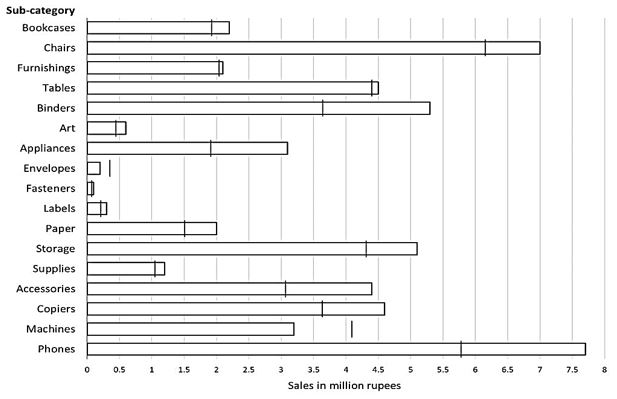 Sub-category
Bookcases
Chairs
Furnishings
Tables
Binders
Art
Appliances
Envelopes
Fasteners
Labels
Paper
Storage
Supplies
Accessories
Copiers
Machines
Phones
0 0.5 1 1.5 2 2.5 3 3.5 4 4.5 5 5.5 6 6.5 7 7.5 8
Sales in million rupees